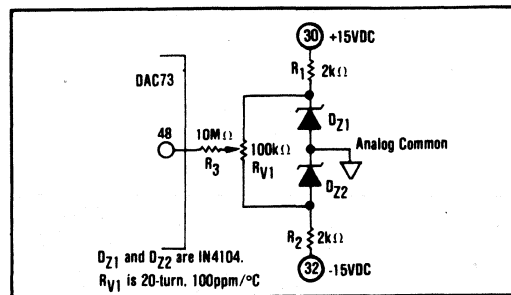 30 +15VDC
R1 2kΩ
DAC73
DZ1
Analog Common
48 10MΩ 100kΩ
R3 RV1
DZ2
R2 2kΩ
DZ1 and DZ2 are IN4104.
RV1 is 20-turn, 100ppm/°C
32 -15VDC